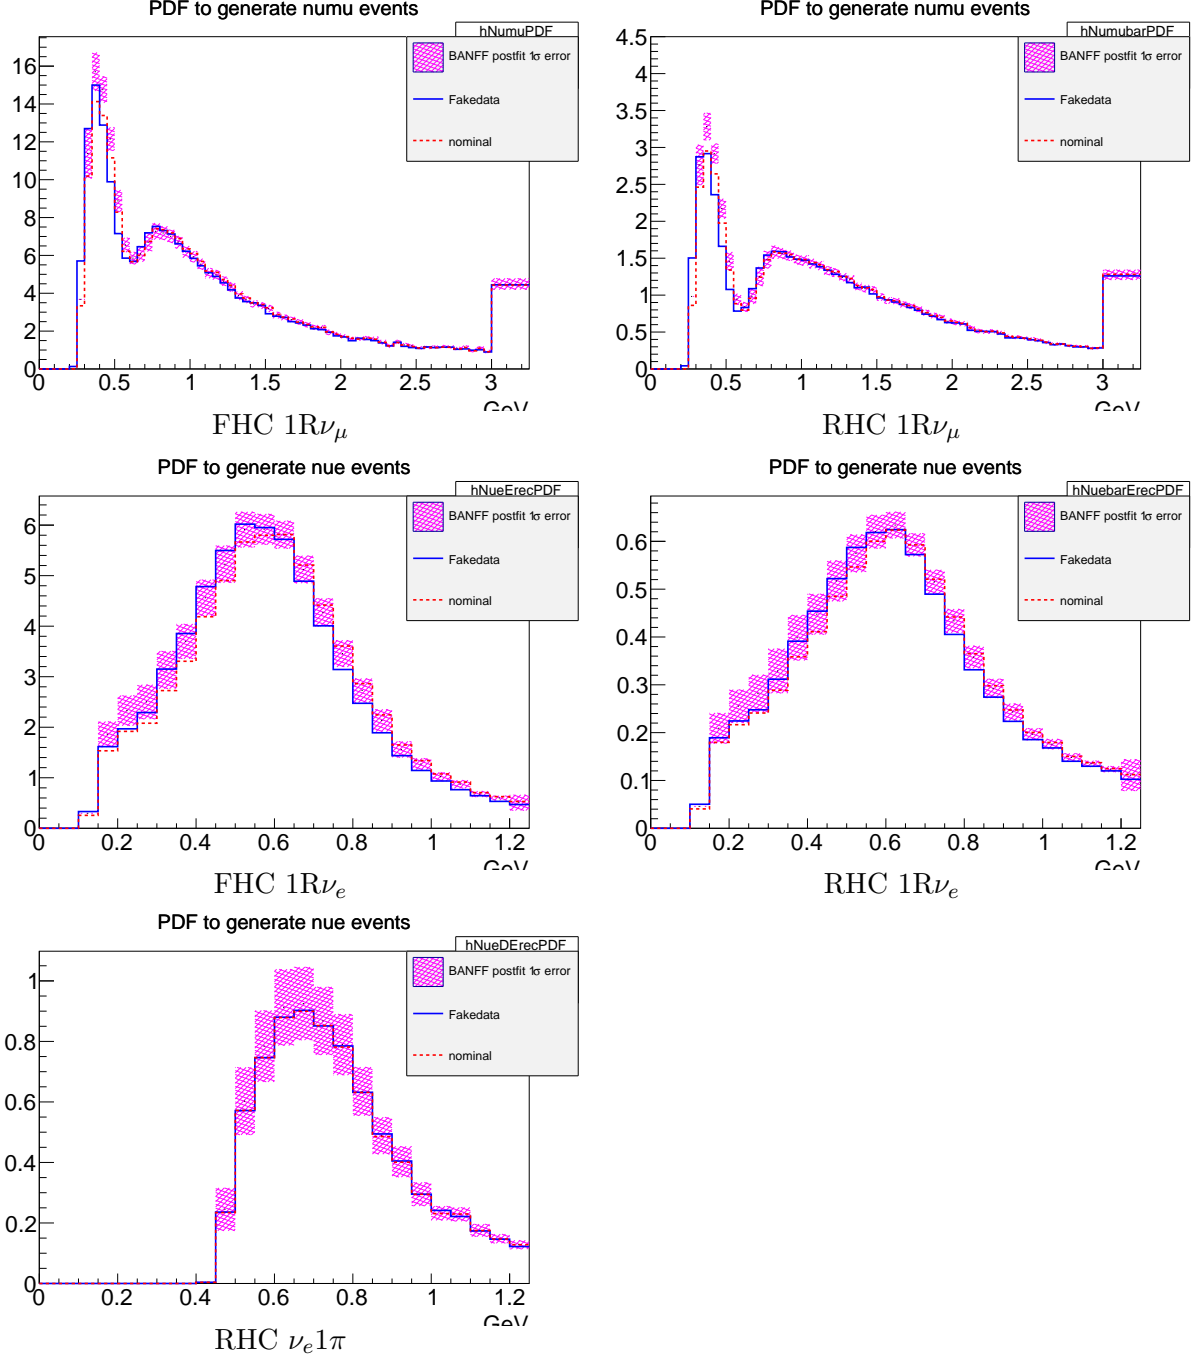 PDF to generate numu events
hNumuPDF
BANFF postfit 1σ error
Fakedata
nominal
16
14
12
10
8
6
4
2
0
0 0.5 1 1.5 2 2.5 3
GeV
FHC 1Rνμ
PDF to generate numu events
hNumubarPDF
BANFF postfit 1σ error
Fakedata
nominal
4.5
4
3.5
3
2.5
2
1.5
1
0.5
0
0 0.5 1 1.5 2 2.5 3
GeV
RHC 1Rνμ
PDF to generate nue events
hNueErecPDF
BANFF postfit 1σ error
Fakedata
nominal
6
5
4
3
2
1
0
0 0.2 0.4 0.6 0.8 1 1.2
GeV
FHC 1Rνe
PDF to generate nue events
hNuebarErecPDF
BANFF postfit 1σ error
Fakedata
nominal
0.6
0.5
0.4
0.3
0.2
0.1
0
0 0.2 0.4 0.6 0.8 1 1.2
GeV
RHC 1Rνe
PDF to generate nue events
hNueDErecPDF
BANFF postfit 1σ error
Fakedata
nominal
1
0.8
0.6
0.4
0.2
0
0 0.2 0.4 0.6 0.8 1 1.2
GeV
RHC νe1π